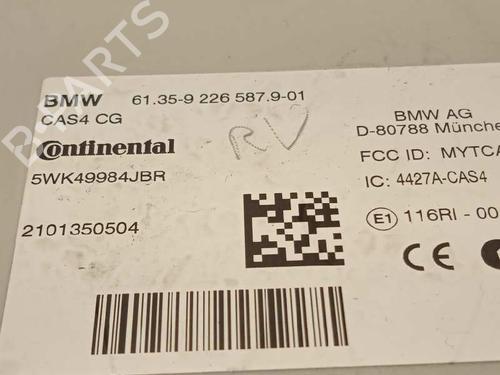 B PARTS
BMW 61.35-9 226 587.9-01
CAS4 CG
Continental
5WK49984JBR
2101350504
RV
BMW AG
D-80788 Münche
FCC ID: MYTCA
IC: 4427A-CAS4
E1 116RI - 00
CE